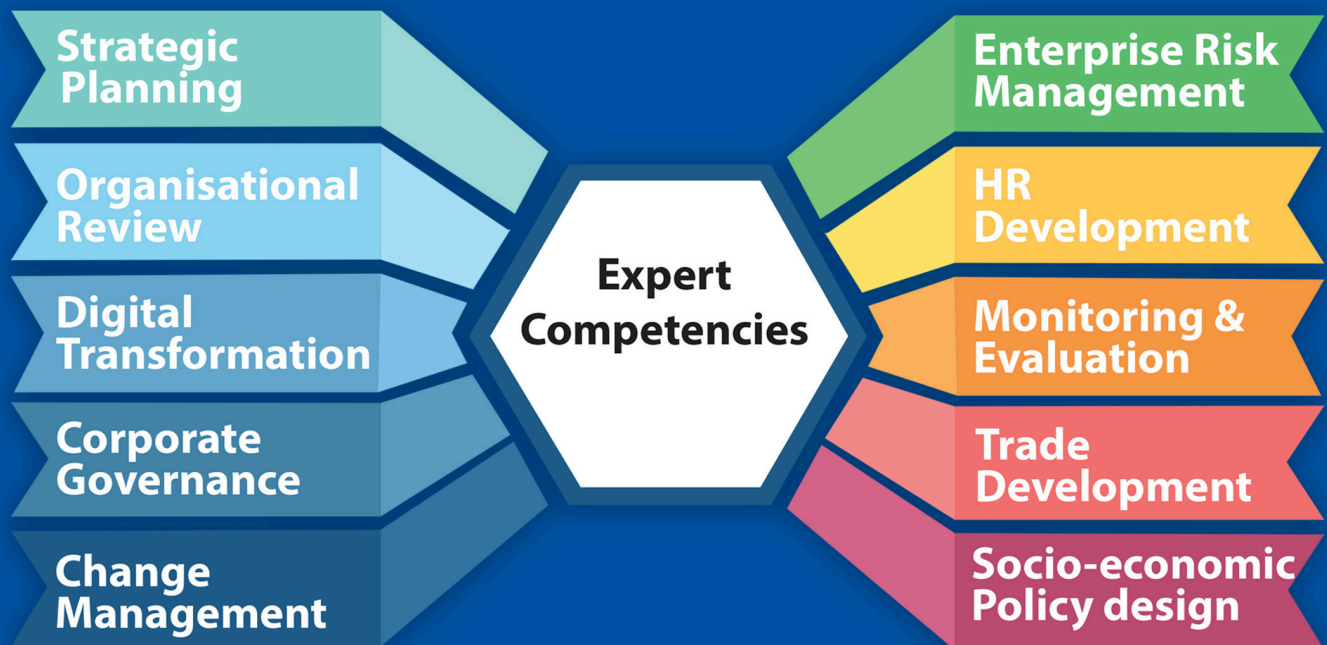 Strategic
Planning
Organisational
Review
Digital
Transformation
Corporate
Governance
Change
Management
Expert
Competencies
Enterprise Risk
Management
HR
Development
Monitoring &
Evaluation
Trade
Development
Socio-economic
Policy design